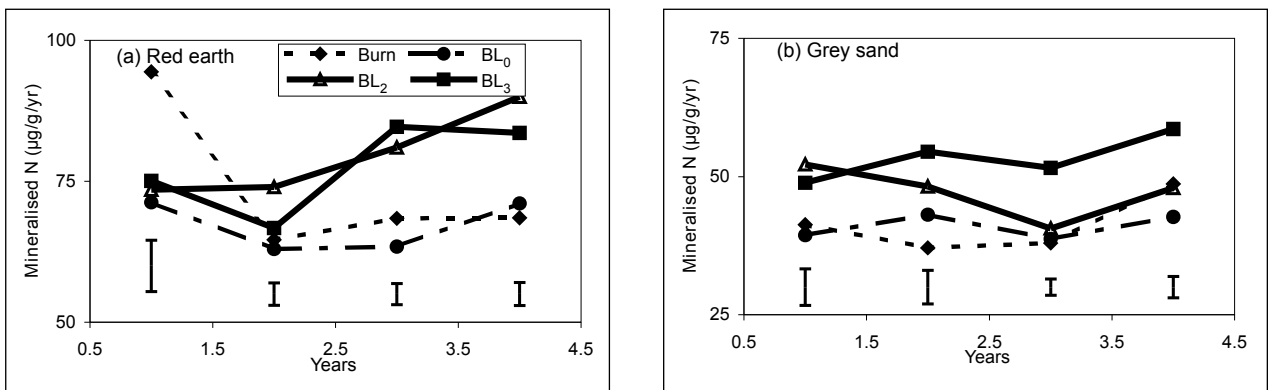 100
(a) Red earth
Burn
BL₀
BL₂
BL₃
75
50
0.5
1.5
2.5
3.5
4.5
Years
Mineralised N (µg/g/yr)
75
(b) Grey sand
50
25
0.5
1.5
2.5
3.5
4.5
Years
Mineralised N (µg/g/yr)